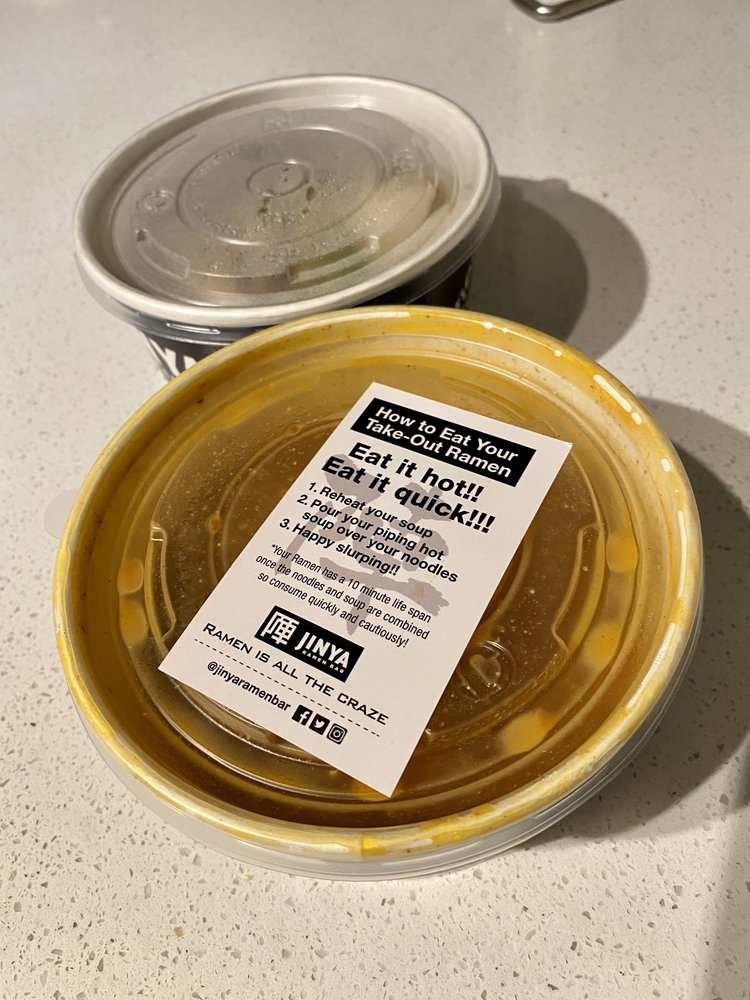 How to Eat Your
Take-Out Ramen
Eat it hot!!
Eat it quick!!!
1. Reheat your soup
2. Pour your piping hot
soup over your noodles
3. Happy slurping!!
*Your Ramen has a 10 minute life span
once the noodles and soup are combined
so consume quickly and cautiously!
陣 JINYA
RAMEN BAR
RAMEN IS ALL THE CRAZE
@jinyaramenbar